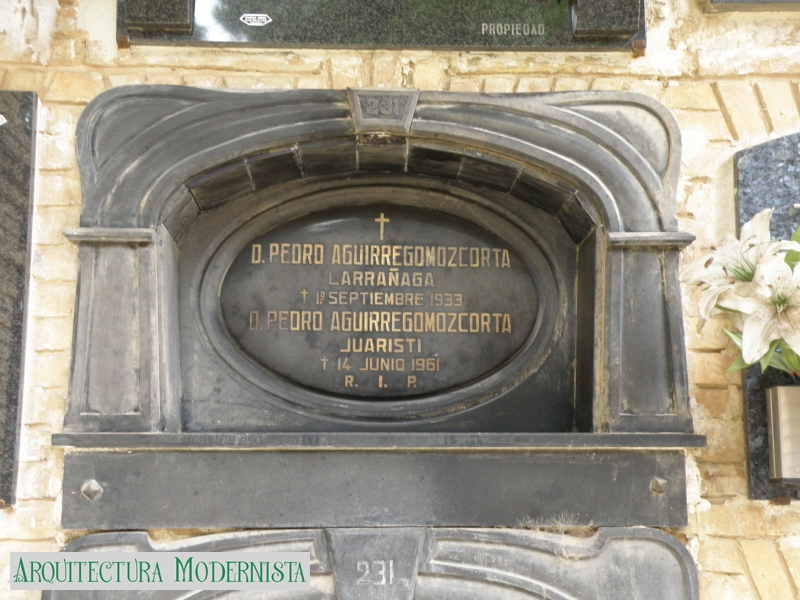 PROPIEDAD
231
D. PEDRO AGUIRREGOMOZCORTA
LARRAÑAGA
✝ 1º SEPTIEMBRE 1933
D. PEDRO AGUIRREGOMOZCORTA
JUARISTI
✝ 14 JUNIO 1961
R. I. P.
231
ARQUITECTURA MODERNISTA